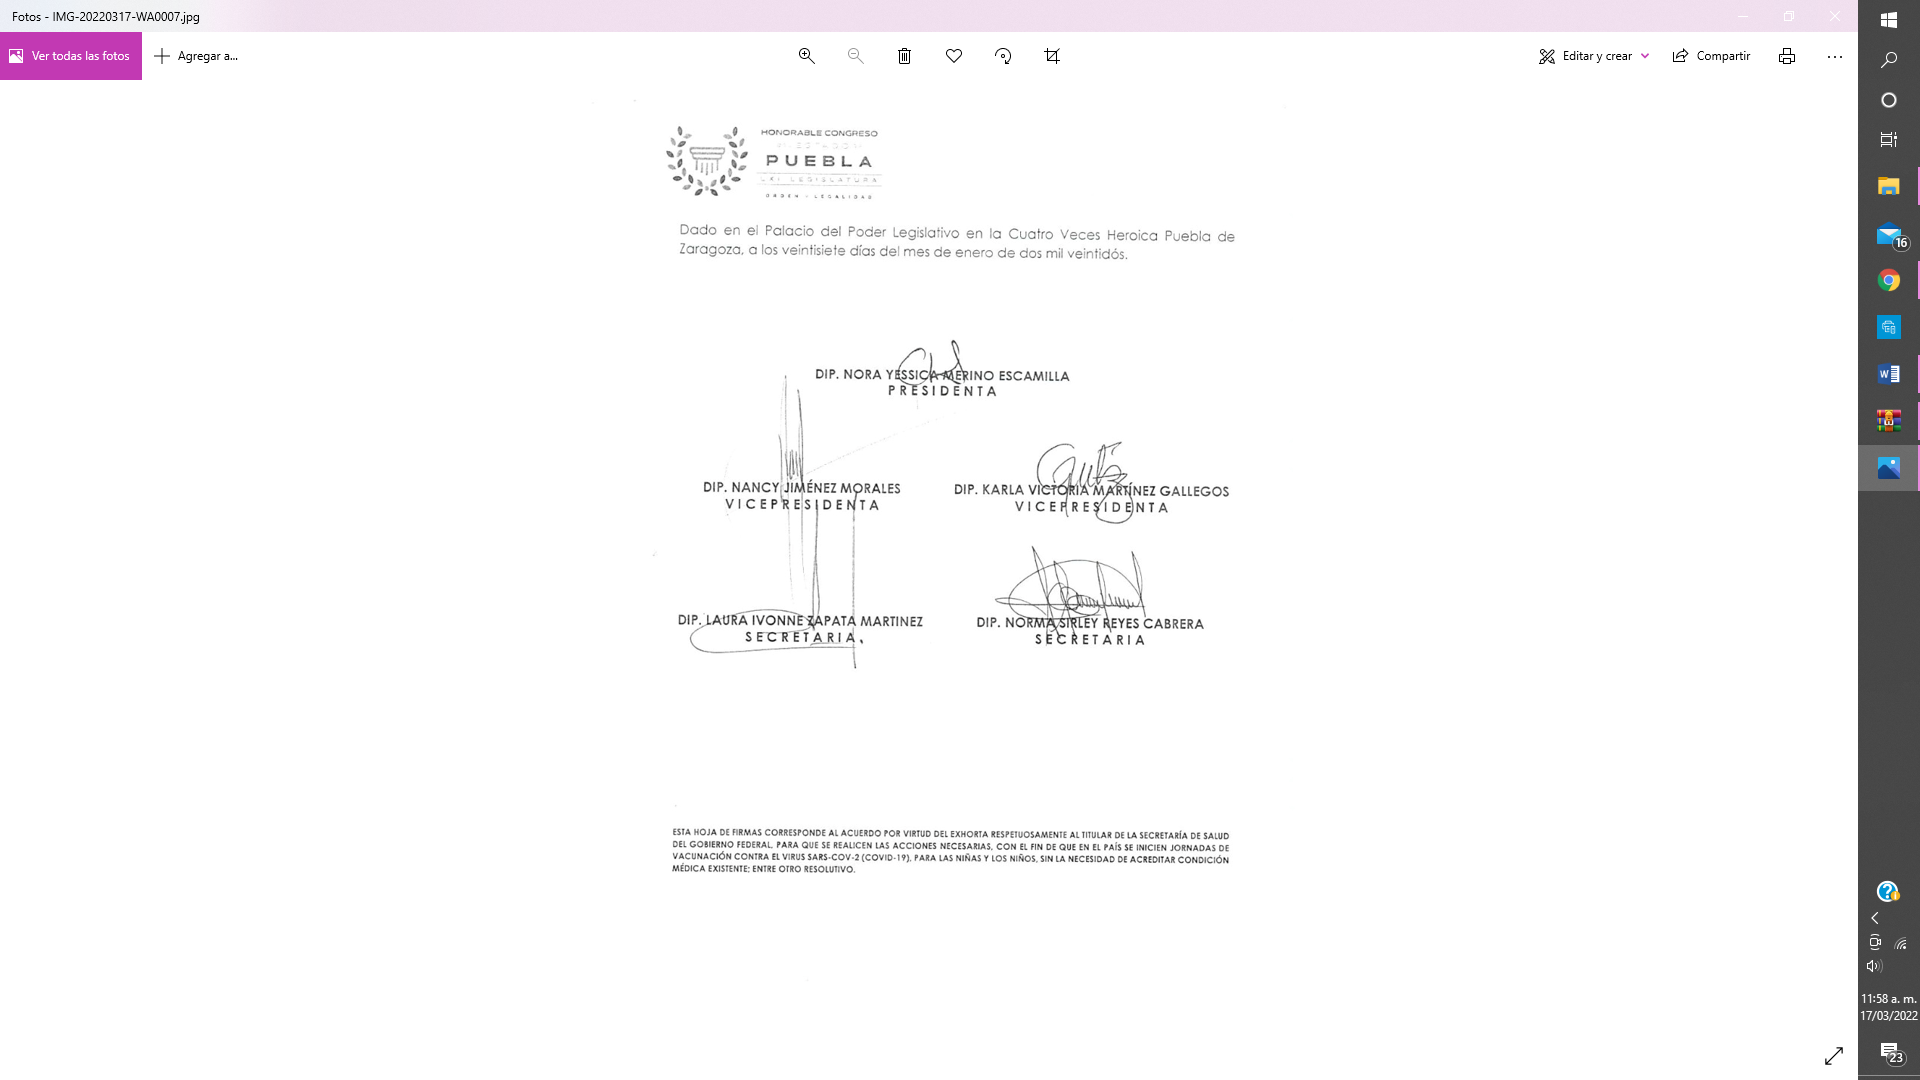 Fotos - IMG-20220317-WA0007.jpg
Ver todas las fotos
Agregar a...
Editar y crear
Compartir
HONORABLE CONGRESO
PUEBLA
LXI LEGISLATURA
ORDEN Y LEGALIDAD
Dado en el Palacio del Poder Legislativo en la Cuatro Veces Heroica Puebla de
Zaragoza, a los veintisiete días del mes de enero de dos mil veintidós.
DIP. NORA YESSICA MERINO ESCAMILLA
PRESIDENTA
DIP. NANCY JIMÉNEZ MORALES
VICEPRESIDENTA
DIP. KARLA VICTORIA MARTÍNEZ GALLEGOS
VICEPRESIDENTA
DIP. LAURA IVONNE ZAPATA MARTINEZ
SECRETARIA
DIP. NORMA SIRLEY REYES CABRERA
SECRETARIA
ESTA HOJA DE FIRMAS CORRESPONDE AL ACUERDO POR VIRTUD DEL EXHORTA RESPETUOSAMENTE AL TITULAR DE LA SECRETARÍA DE SALUD
DEL GOBIERNO FEDERAL, PARA QUE SE REALICEN LAS ACCIONES NECESARIAS, CON EL FIN DE QUE EN EL PAÍS SE INICIEN JORNADAS DE
VACUNACIÓN CONTRA EL VIRUS SARS-COV-2 (COVID-19), PARA LAS NIÑAS Y LOS NIÑOS, SIN LA NECESIDAD DE ACREDITAR CONDICIÓN
MÉDICA EXISTENTE; ENTRE OTRO RESOLUTIVO.
16
11:58 a. m.
17/03/2022
23